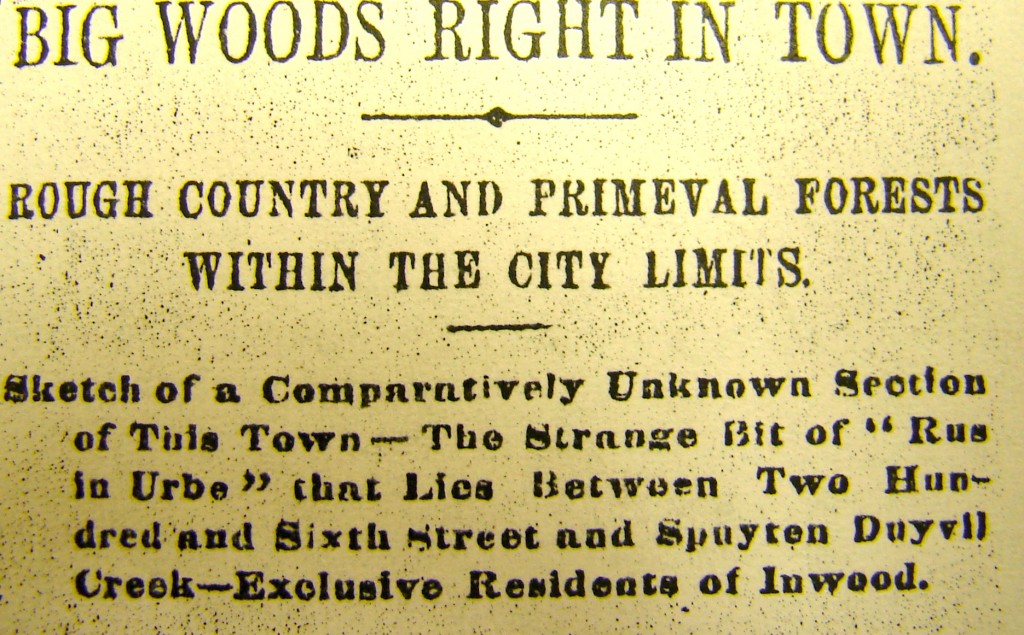 BIG WOODS RIGHT IN TOWN.
ROUGH COUNTRY AND PRIMEVAL FORESTS
WITHIN THE CITY LIMITS.
Sketch of a Comparatively Unknown Section
of This Town—The Strange Bit of "Rus
in Urbe" that Lies Between Two Hun-
dred and Sixth Street and Spuyten Duyvil
Creek—Exclusive Residents of Inwood.